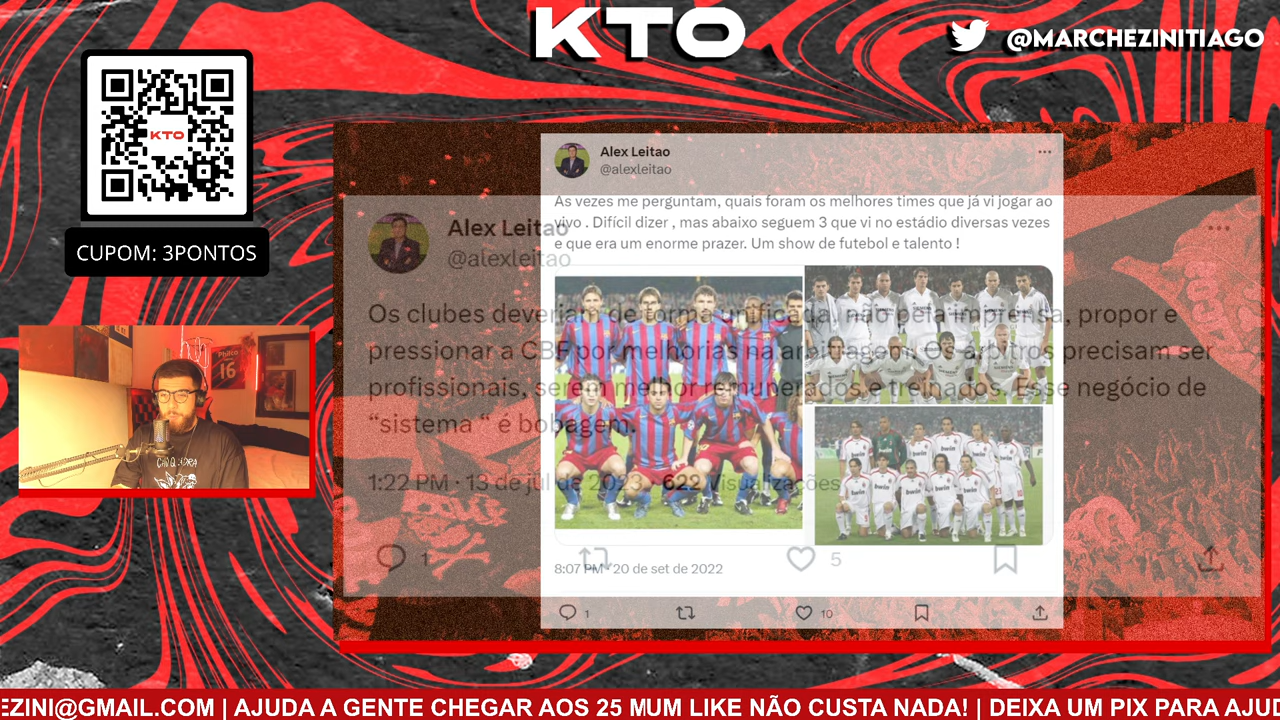 KTO
@MARCHEZINITIAGO
KTO
CUPOM: 3PONTOS
Philco
16
Alex Leitao
@alexleitao
As vezes me perguntam, quais foram os melhores times que já vi jogar ao
vivo . Difícil dizer , mas abaixo seguem 3 que vi no estádio diversas vezes
e que era um enorme prazer. Um show de futebol e talento !
8:07 PM · 20 de set de 2022
1
10
Alex Leitao
@alexleitao
Os clubes deveriam de forma unificada, não pela imprensa, propor e
pressionar a CBF por melhorias na arbitragem. Os árbitros precisam ser
profissionais, serem melhor remunerados e treinados. Esse negócio de
“sistema “ é bobagem.
1:22 PM · 13 de jul de 2023 · 622 Visualizações
1
5
EZINI@GMAIL.COM | AJUDA A GENTE CHEGAR AOS 25 MUM LIKE NÃO CUSTA NADA! | DEIXA UM PIX PARA AJU